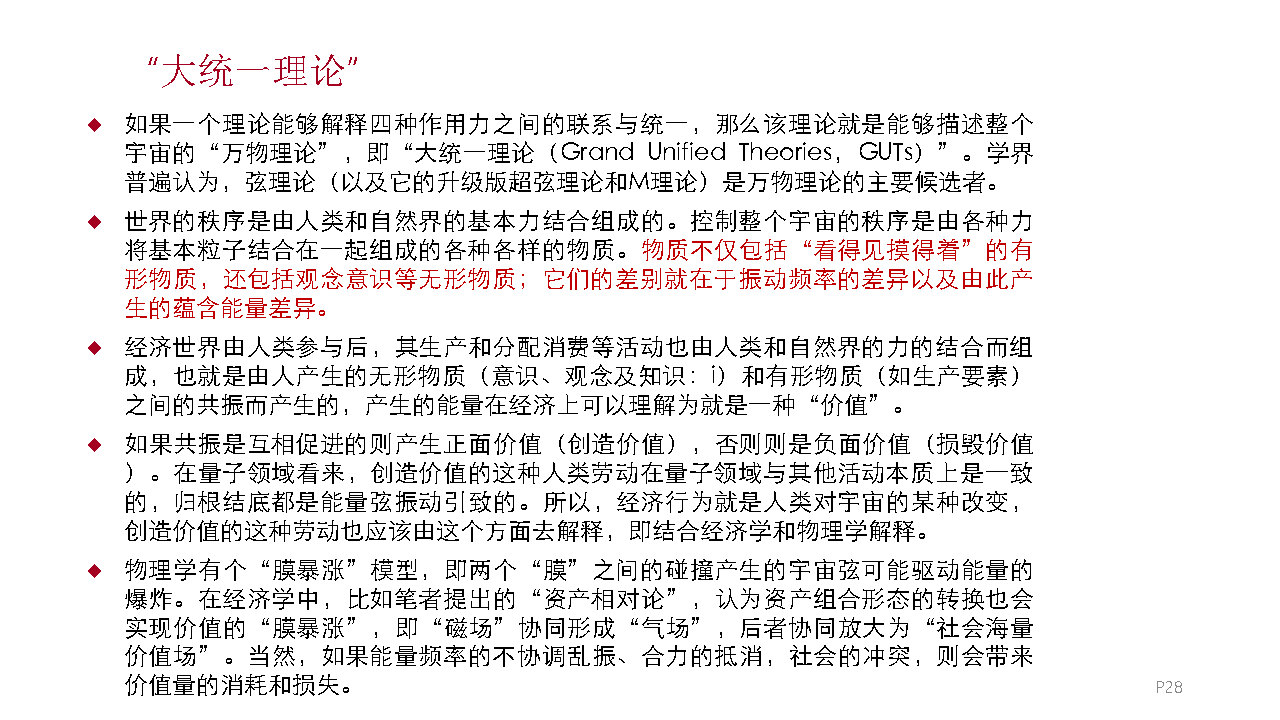 “大统一理论”
◆ 如果一个理论能够解释四种作用力之间的联系与统一，那么该理论就是能够描述整个
宇宙的“万物理论”，即“大统一理论（Grand Unified Theories，GUTs）”。学界
普遍认为，弦理论（以及它的升级版超弦理论和M理论）是万物理论的主要候选者。
◆ 世界的秩序是由人类和自然界的基本力结合组成的。控制整个宇宙的秩序是由各种力
将基本粒子结合在一起组成的各种各样的物质。物质不仅包括“看得见摸得着”的有
形物质，还包括观念意识等无形物质；它们的差别就在于振动频率的差异以及由此产
生的蕴含能量差异。
◆ 经济世界由人类参与后，其生产和分配消费等活动也由人类和自然界的力的结合而组
成，也就是由人产生的无形物质（意识、观念及知识：i）和有形物质（如生产要素）
之间的共振而产生的，产生的能量在经济上可以理解为就是一种“价值”。
◆ 如果共振是互相促进的则产生正面价值（创造价值），否则则是负面价值（损毁价值
）。在量子领域看来，创造价值的这种人类劳动在量子领域与其他活动本质上是一致
的，归根结底都是能量弦振动引致的。所以，经济行为就是人类对宇宙的某种改变，
创造价值的这种劳动也应该由这个方面去解释，即结合经济学和物理学解释。
◆ 物理学有个“膜暴涨”模型，即两个“膜”之间的碰撞产生的宇宙弦可能驱动能量的
爆炸。在经济学中，比如笔者提出的“资产相对论”，认为资产组合形态的转换也会
实现价值的“膜暴涨”，即“磁场”协同形成“气场”，后者协同放大为“社会海量
价值场”。当然，如果能量频率的不协调乱振、合力的抵消，社会的冲突，则会带来
价值量的消耗和损失。
P28